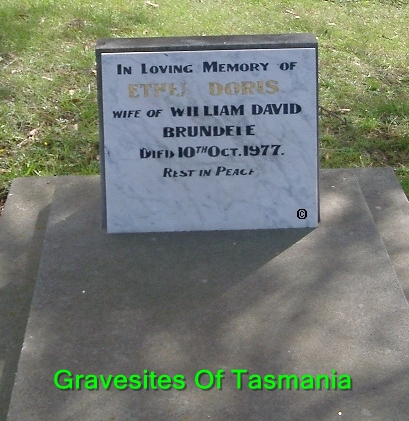 In Loving Memory of
ETHEL DORIS
WIFE OF WILLIAM DAVID
BRUNDLE
DIED 10TH OCT. 1977.
REST IN PEACE
©
Gravesites Of Tasmania